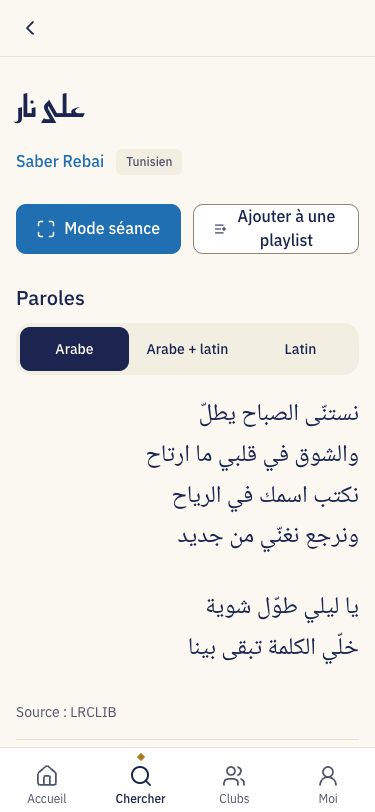 على نار
Saber Rebai
Tunisien
Mode séance
Ajouter à une
playlist
Paroles
Arabe
Arabe + latin
Latin
نستنّى الصباح يطلّ
والشوق في قلبي ما ارتاح
نكتب اسمك في الرياح
ونرجع نغنّي من جديد
يا ليلي طوّل شوية
خلّي الكلمة تبقى بينا
Source : LRCLIB
Accueil
Chercher
Clubs
Moi